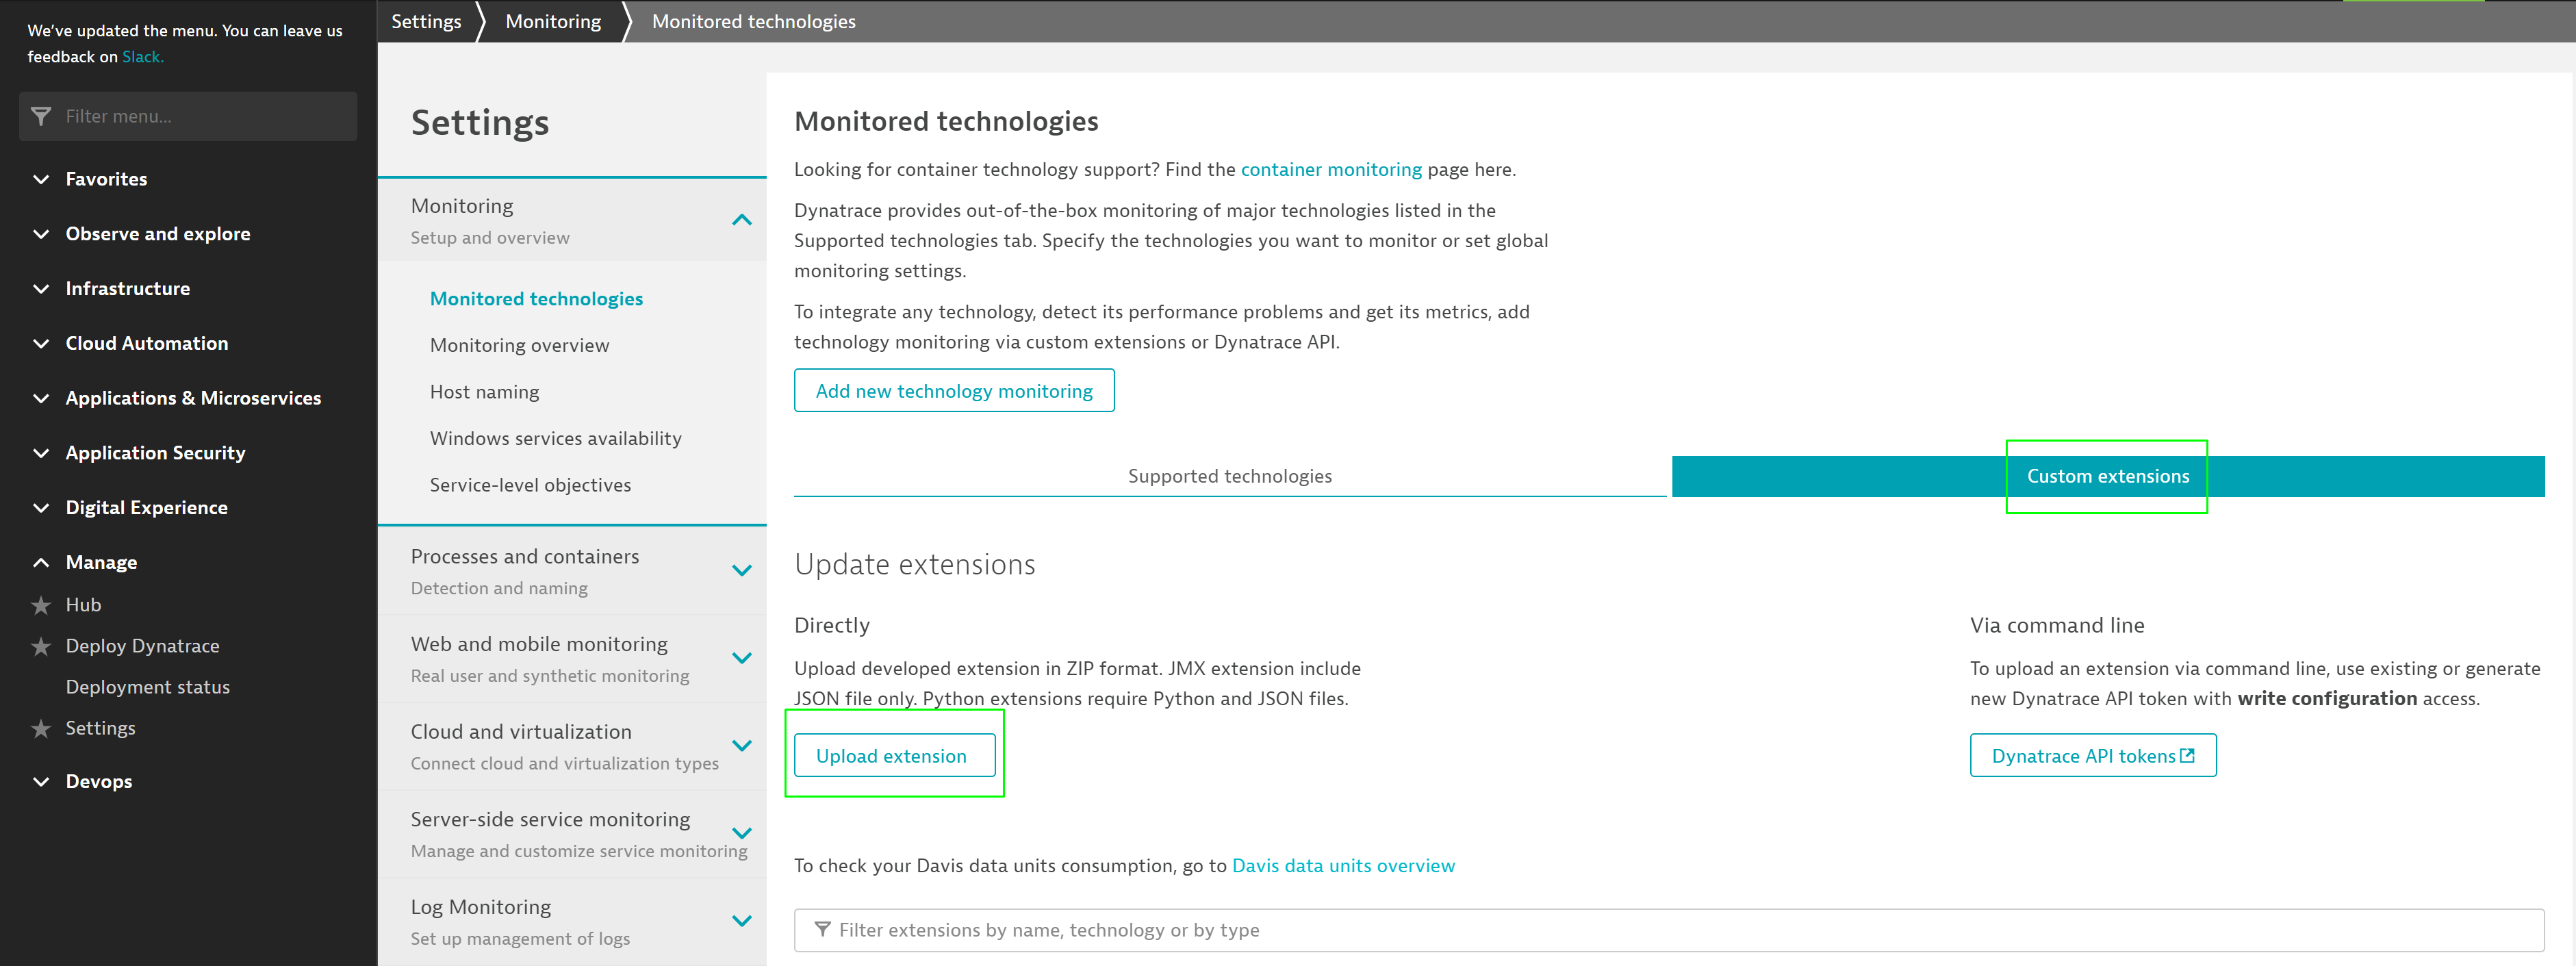 We've updated the menu. You can leave us
feedback on Slack.
Filter menu...
Favorites
Observe and explore
Infrastructure
Cloud Automation
Applications & Microservices
Application Security
Digital Experience
Manage
Hub
Deploy Dynatrace
Deployment status
Settings
Devops
Settings
Monitoring
Monitored technologies
Settings
Monitoring
Setup and overview
Monitored technologies
Monitoring overview
Host naming
Windows services availability
Service-level objectives
Processes and containers
Detection and naming
Web and mobile monitoring
Real user and synthetic monitoring
Cloud and virtualization
Connect cloud and virtualization types
Server-side service monitoring
Manage and customize service monitoring
Log Monitoring
Set up management of logs
Monitored technologies
Looking for container technology support? Find the container monitoring page here.
Dynatrace provides out-of-the-box monitoring of major technologies listed in the
Supported technologies tab. Specify the technologies you want to monitor or set global
monitoring settings.
To integrate any technology, detect its performance problems and get its metrics, add
technology monitoring via custom extensions or Dynatrace API.
Add new technology monitoring
Supported technologies
Custom extensions
Update extensions
Directly
Upload developed extension in ZIP format. JMX extension include
JSON file only. Python extensions require Python and JSON files.
Upload extension
Via command line
To upload an extension via command line, use existing or generate
new Dynatrace API token with write configuration access.
Dynatrace API tokens
To check your Davis data units consumption, go to Davis data units overview
Filter extensions by name, technology or by type